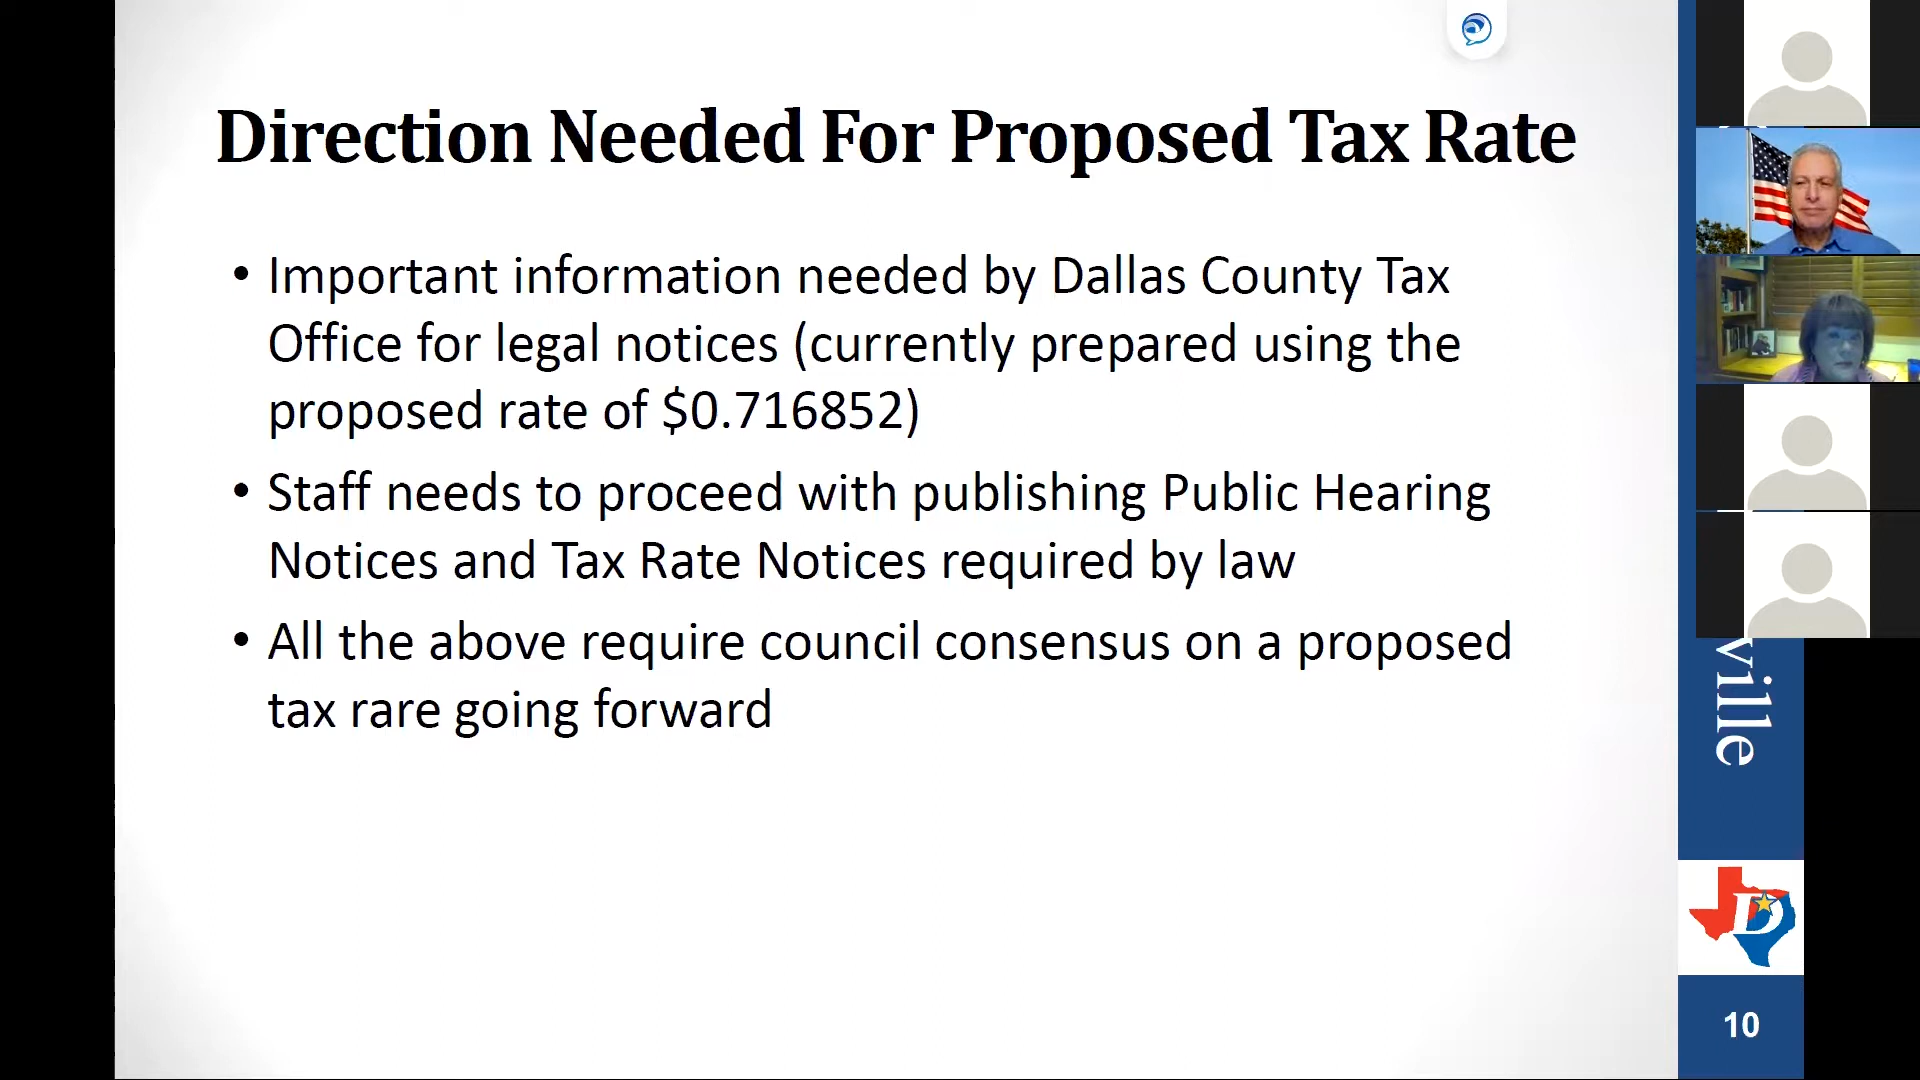 Direction Needed For Proposed Tax Rate
• Important information needed by Dallas County Tax
Office for legal notices (currently prepared using the
proposed rate of $0.716852)
• Staff needs to proceed with publishing Public Hearing
Notices and Tax Rate Notices required by law
• All the above require council consensus on a proposed
tax rare going forward
ville
D
10